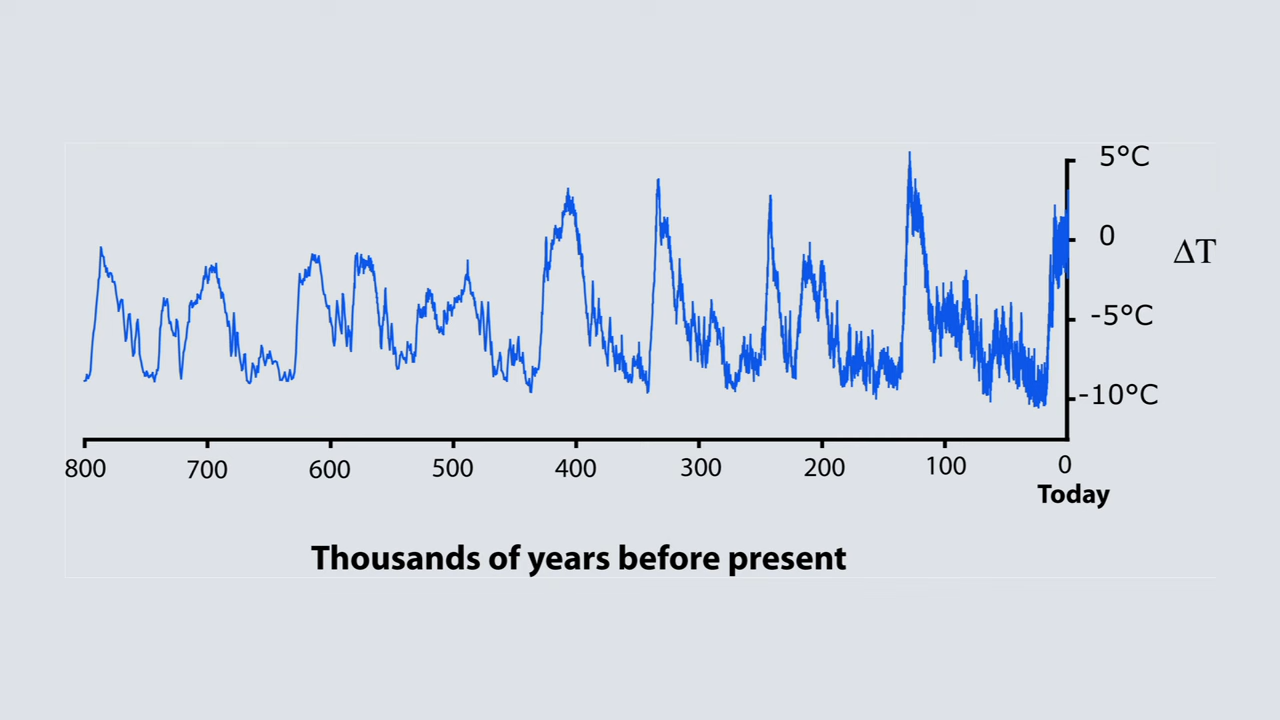 5°C
0
ΔT
-5°C
-10°C
800 700 600 500 400 300 200 100 0
Today
Thousands of years before present